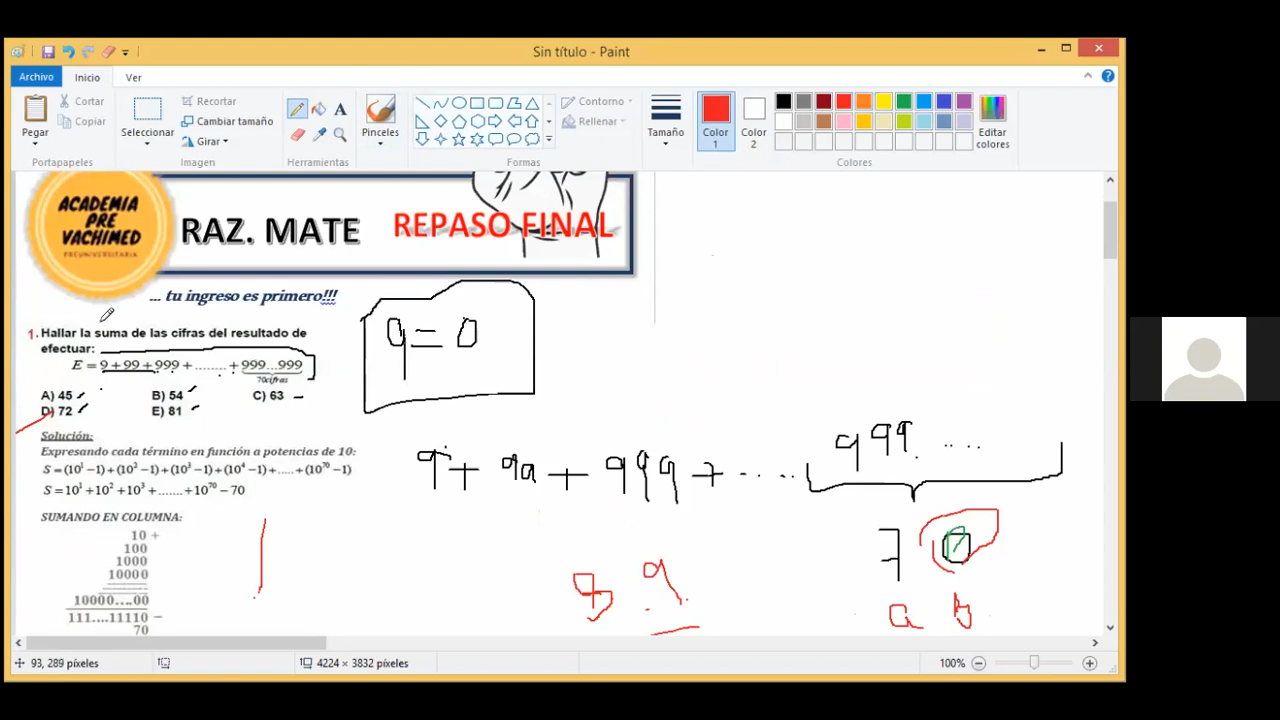 Sin título - Paint
Archivo Inicio Ver
Pegar
Cortar
Copiar
Portapapeles
Seleccionar
Recortar
Cambiar tamaño
Girar
Imagen
A
Herramientas
Pinceles
Contorno
Rellenar
Formas
Tamaño
Color 1
Color 2
Editar colores
Colores
ACADEMIA
PRE
VACHIMED
PREUNIVERSITARIA
RAZ. MATE REPASO FINAL
... tu ingreso es primero!!!
1. Hallar la suma de las cifras del resultado de
efectuar:
E = 9 + 99 + 999 + ........ + 999...999
70cifras
A) 45 B) 54 C) 63
D) 72 E) 81
Solución:
Expresando cada término en función a potencias de 10:
S = (10¹ −1) + (10² −1) + (10³ −1) + (10⁴ −1) + ..... + (10⁷⁰ −1)
S = 10¹ + 10² + 10³ + ....... + 10⁷⁰ − 70
SUMANDO EN COLUMNA:
10 +
100
1000
10000
10000....00
111....11110 −
70
9 = 0
9 + 99 + 999 + ..... 999. ....
7 0
9
a b
93, 289 píxeles
4224 × 3832 píxeles
100%